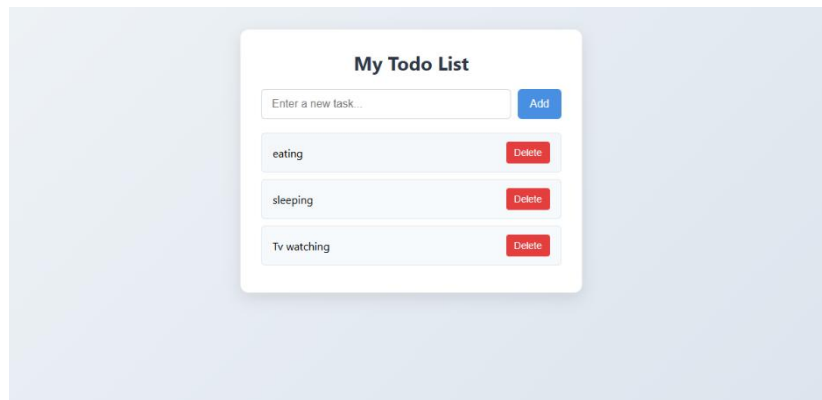 My Todo List
Enter a new task...
Add
eating
Delete
sleeping
Delete
Tv watching
Delete